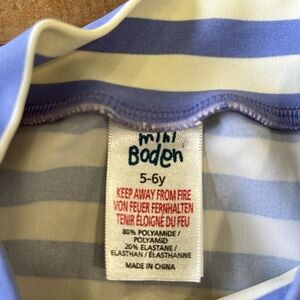 mini
Boden
5-6y
KEEP AWAY FROM FIRE
VON FEUER FERNHALTEN
TENIR ÉLOIGNÉ DU FEU
80% POLYAMIDE /
POLYAMID
20% ELASTANE /
ELASTHAN / ÉLASTHANNE
MADE IN CHINA